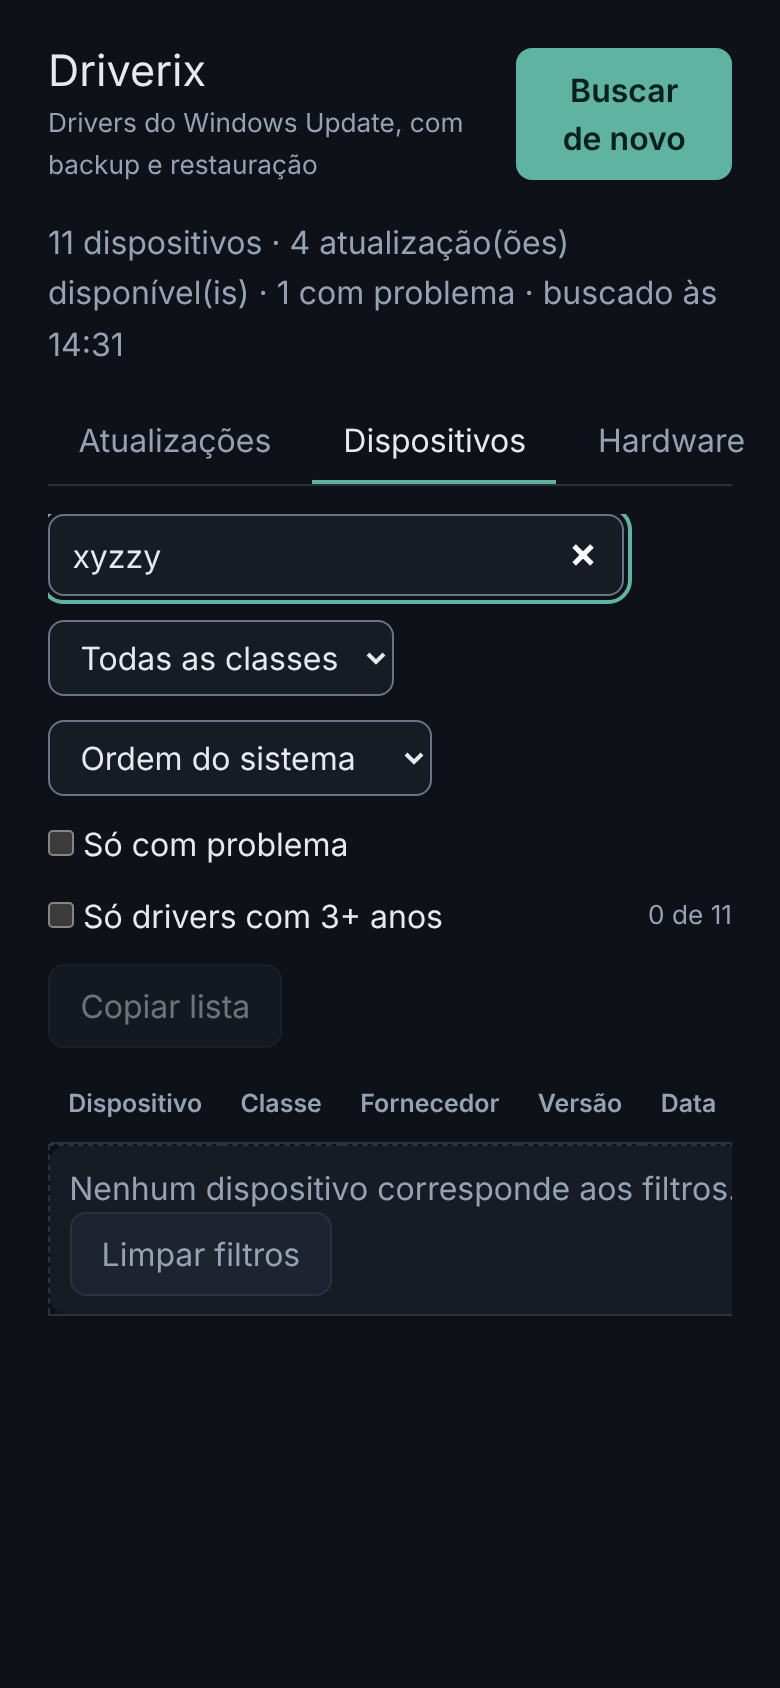 Driverix
Drivers do Windows Update, com
backup e restauração
Buscar
de novo
11 dispositivos · 4 atualização(ões)
disponível(is) · 1 com problema · buscado às
14:31
Atualizações Dispositivos Hardware
xyzzy
Todas as classes
Ordem do sistema
Só com problema
Só drivers com 3+ anos 0 de 11
Copiar lista
Dispositivo Classe Fornecedor Versão Data
Nenhum dispositivo corresponde aos filtros.
Limpar filtros